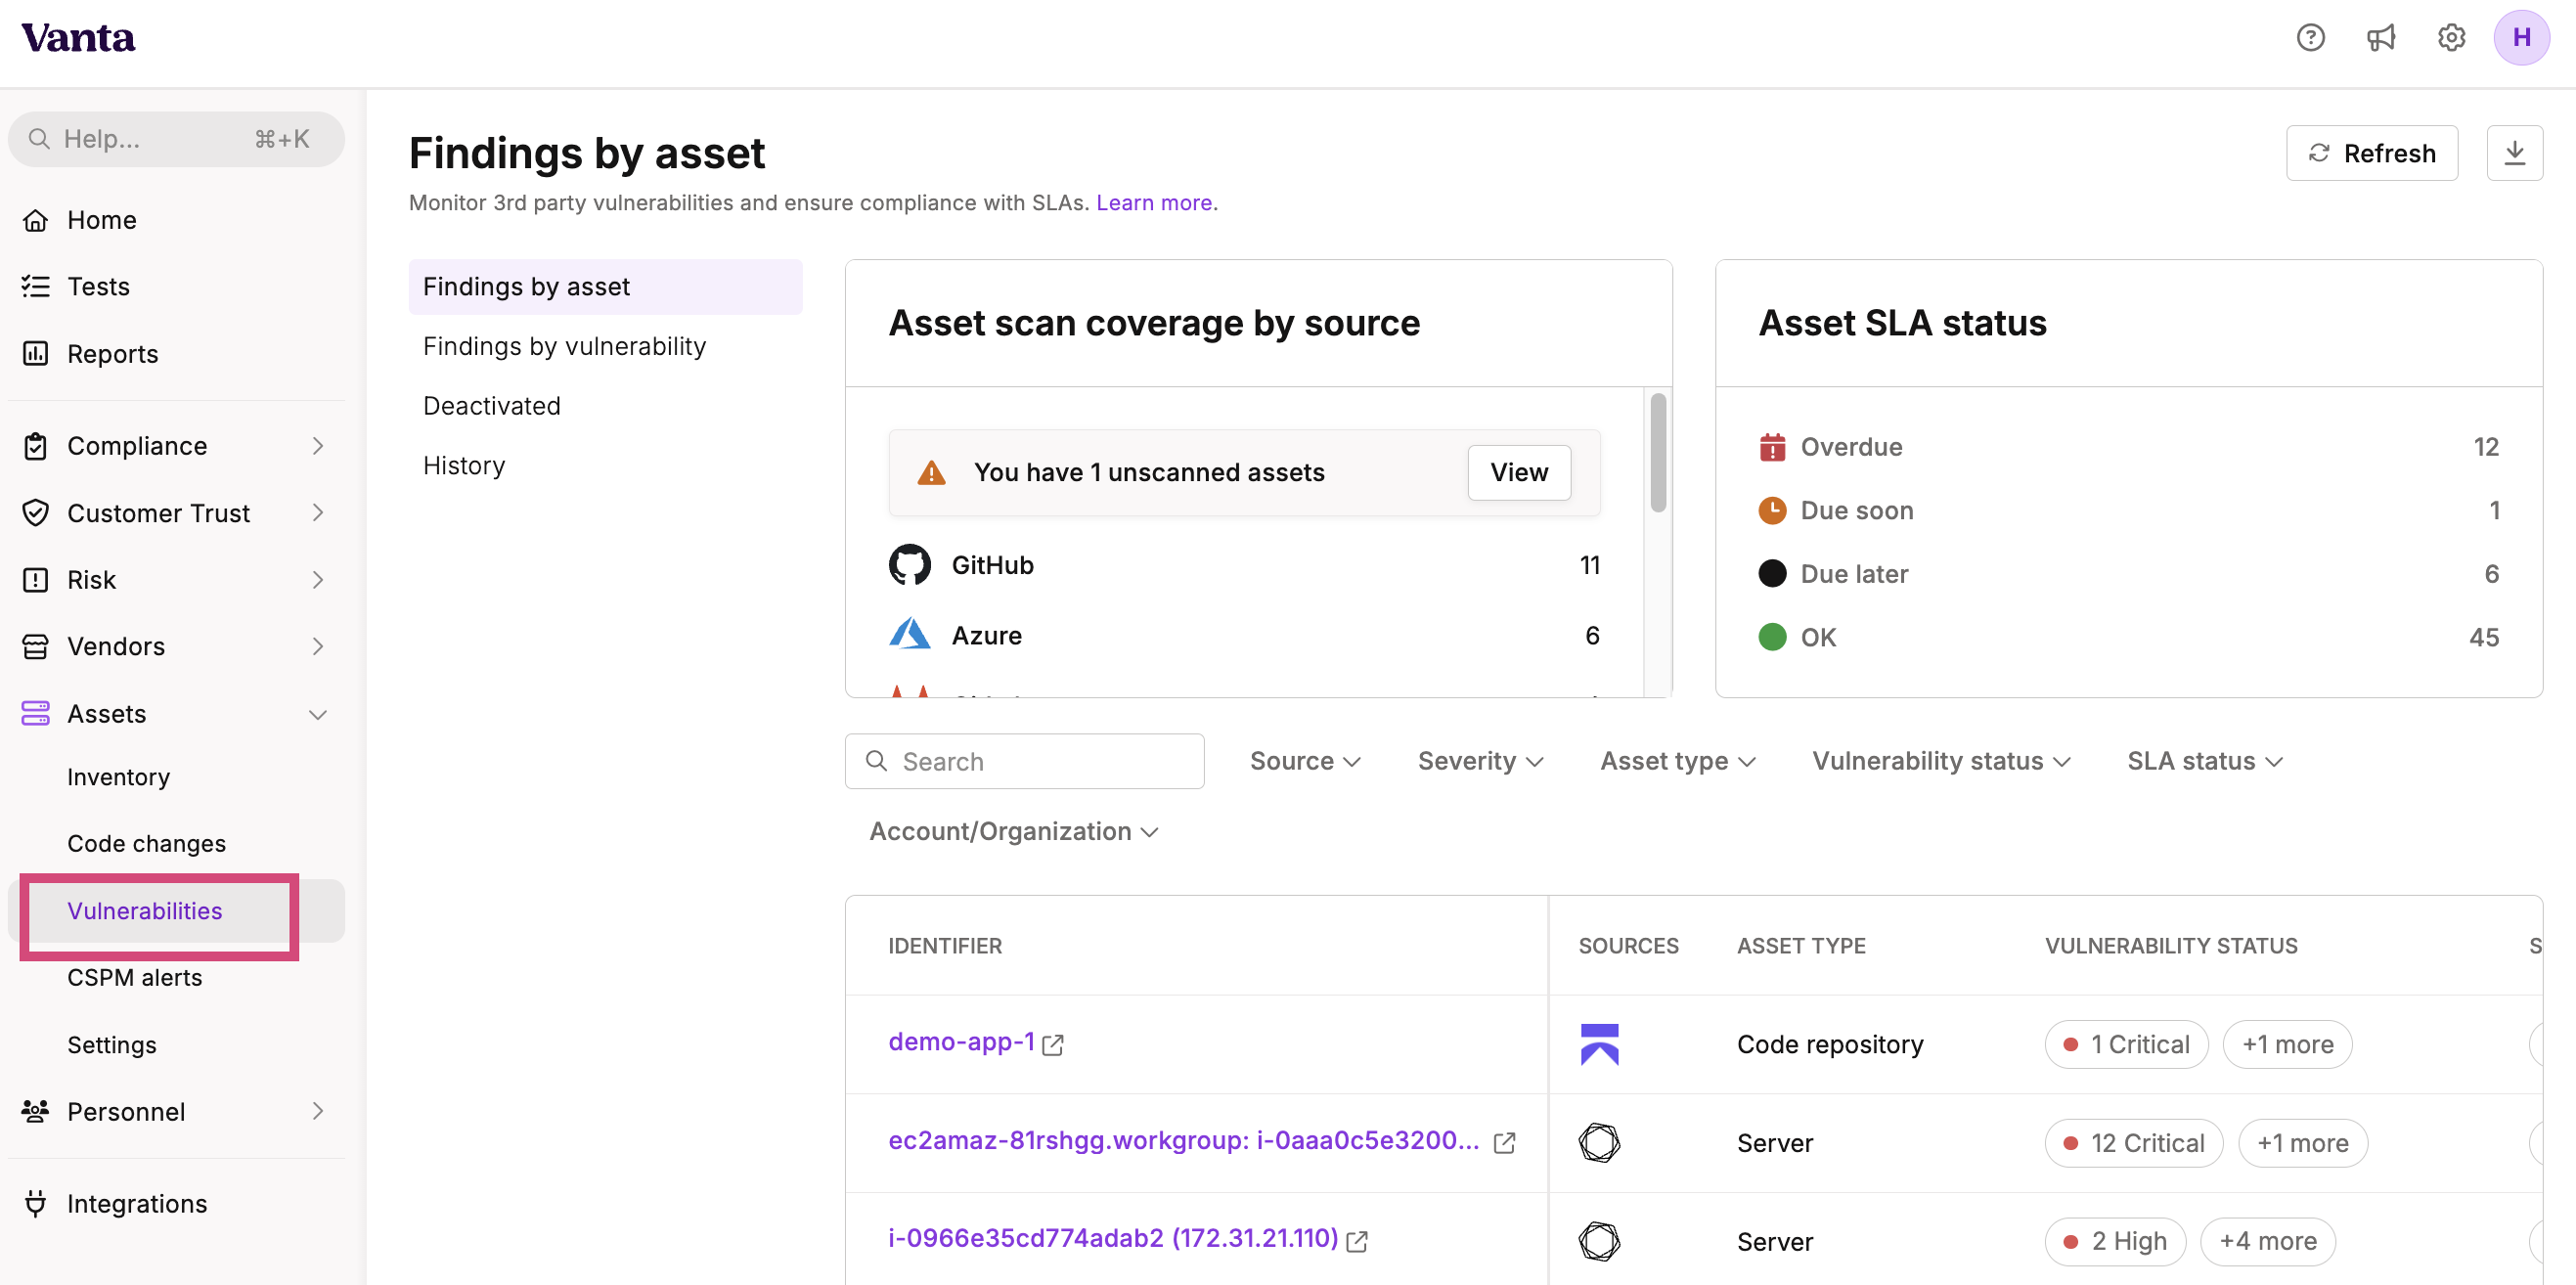 Vanta
H
Help... ⌘+K
Home
Tests
Reports
Compliance
Customer Trust
Risk
Vendors
Assets
Inventory
Code changes
Vulnerabilities
CSPM alerts
Settings
Personnel
Integrations
Findings by asset
Monitor 3rd party vulnerabilities and ensure compliance with SLAs. Learn more.
Refresh
Findings by asset
Findings by vulnerability
Deactivated
History
Asset scan coverage by source
You have 1 unscanned assets
View
GitHub 11
Azure 6
Asset SLA status
Overdue 12
Due soon 1
Due later 6
OK 45
Search
Source Severity Asset type Vulnerability status SLA status
Account/Organization
IDENTIFIER SOURCES ASSET TYPE VULNERABILITY STATUS S
demo-app-1 Code repository 1 Critical +1 more
ec2amaz-81rshgg.workgroup: i-0aaa0c5e3200... Server 12 Critical +1 more
i-0966e35cd774adab2 (172.31.21.110) Server 2 High +4 more